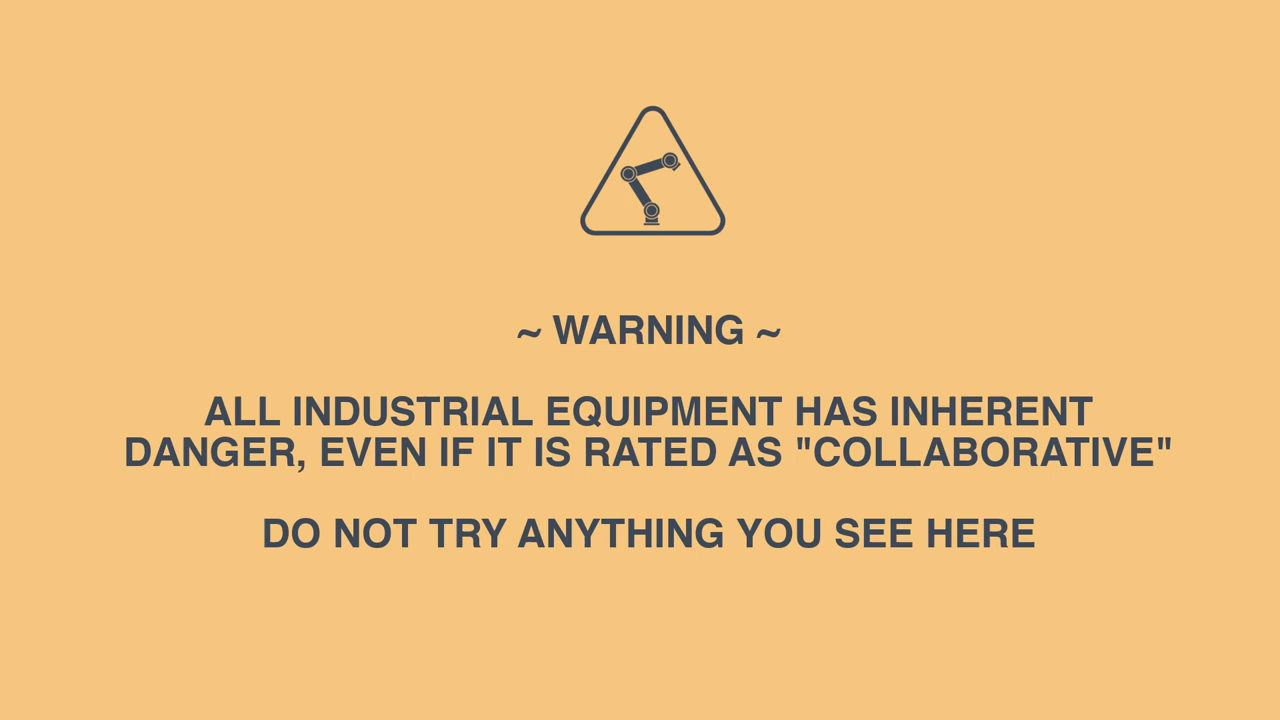 ~ WARNING ~
ALL INDUSTRIAL EQUIPMENT HAS INHERENT
DANGER, EVEN IF IT IS RATED AS "COLLABORATIVE"
DO NOT TRY ANYTHING YOU SEE HERE